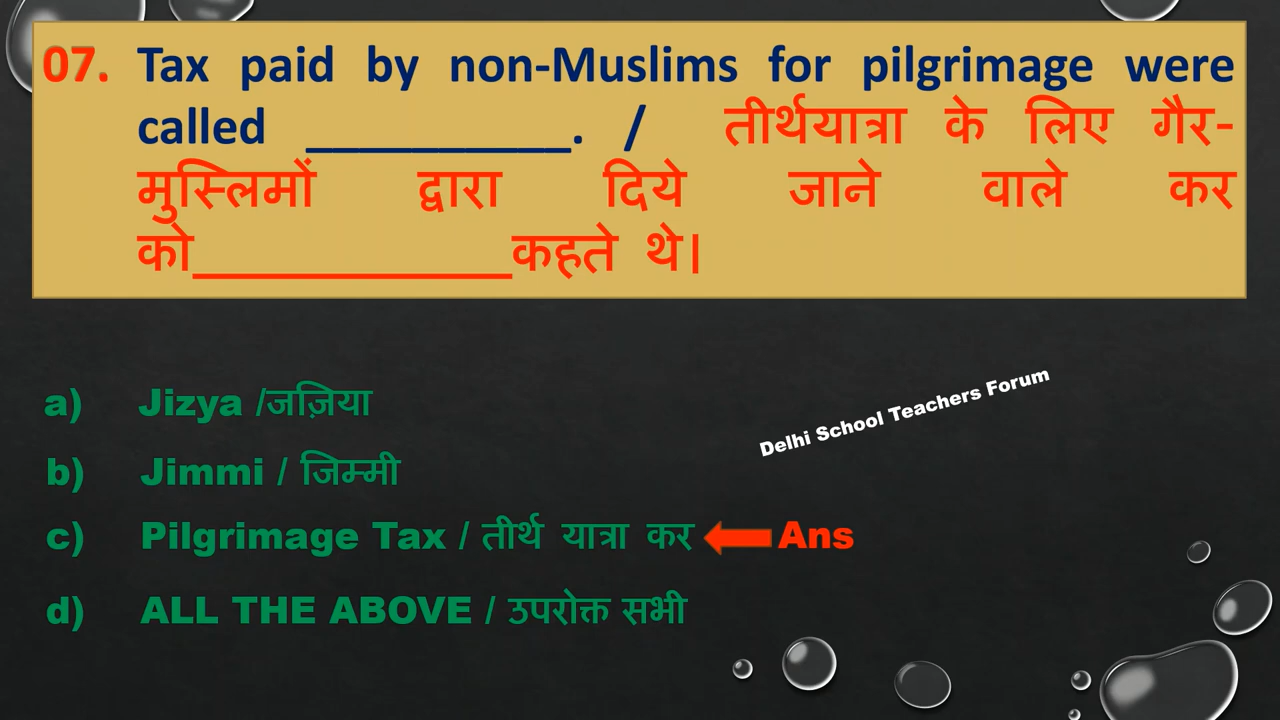 07. Tax paid by non-Muslims for pilgrimage were
called __________. / तीर्थयात्रा के लिए गैर-
मुस्लिमों द्वारा दिये जाने वाले कर
को____________कहते थे।
a) Jizya /जज़िया
Delhi School Teachers Forum
b) Jimmi / जिम्मी
c) Pilgrimage Tax / तीर्थ यात्रा कर Ans
d) ALL THE ABOVE / उपरोक्त सभी